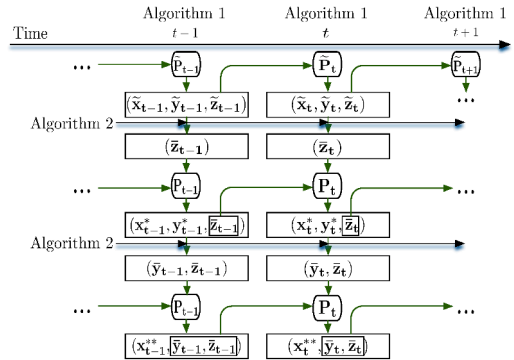 Algorithm 1 Algorithm 1 Algorithm 1
Time t − 1 t t + 1
... P̃t−1 P̃t P̃t+1
(x̃t−1, ỹt−1, z̃t−1) (x̃t, ỹt, z̃t) ...
Algorithm 2
(z̄t−1) (z̄t)
... Pt−1 Pt ...
(x*t−1, y*t−1, z̄t−1) (x*t, y*t, z̄t)
Algorithm 2
(ȳt−1, z̄t−1) (ȳt, z̄t)
... Pt−1 Pt ...
(x**t−1, ȳt−1, z̄t−1) (x**t, ȳt, z̄t)